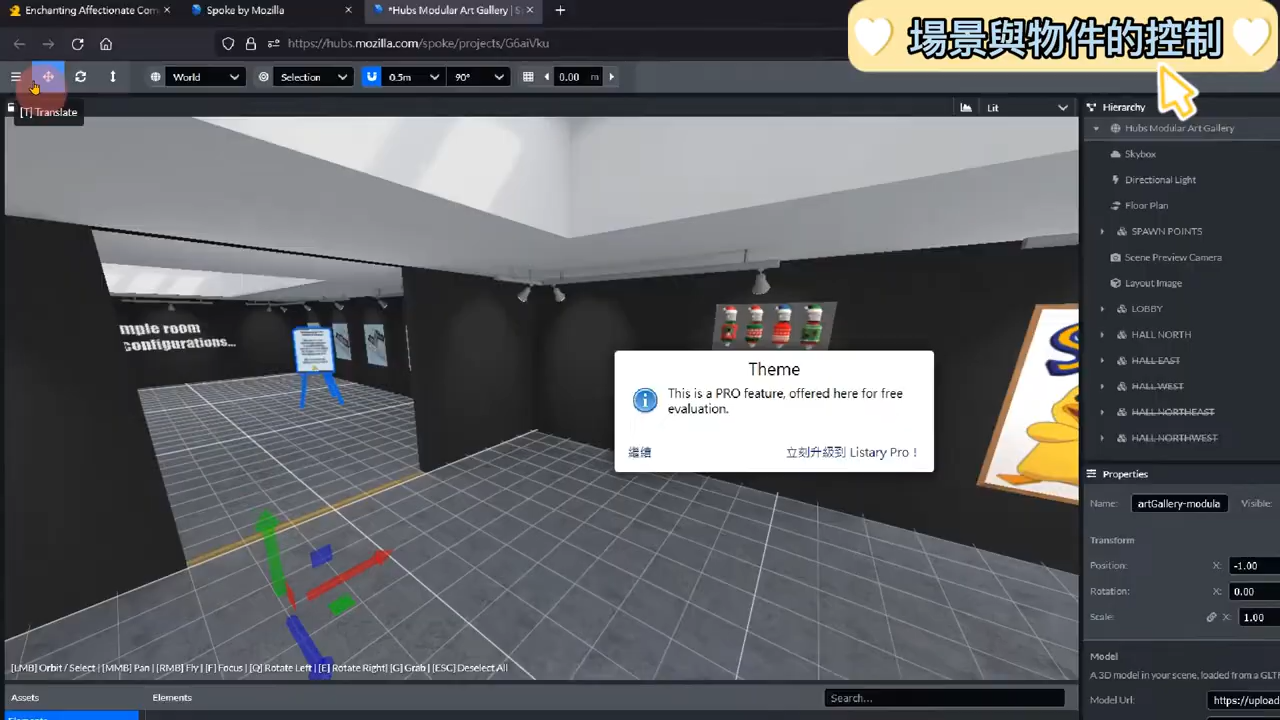 Enchanting Affectionate Com
Spoke by Mozilla
*Hubs Modular Art Gallery | S
https://hubs.mozilla.com/spoke/projects/G6aiVku
場景與物件的控制
World
Selection
0.5m
90°
0.00 m
[T] Translate
Lit
Hierarchy
Hubs Modular Art Gallery
Skybox
Directional Light
Floor Plan
SPAWN POINTS
Scene Preview Camera
Layout Image
LOBBY
HALL NORTH
HALL EAST
HALL WEST
HALL NORTHEAST
HALL NORTHWEST
mple room
configurations...
Theme
This is a PRO feature, offered here for free
evaluation.
繼續
立刻升級到 Listary Pro！
Properties
Name: artGallery-modula Visible:
Transform
Position: X: -1.00
Rotation: X: 0.00
Scale: X: 1.00
Model
A 3D model in your scene, loaded from a GLTF
Model Url: https://upload
[LMB] Orbit / Select | [MMB] Pan | [RMB] Fly | [F] Focus | [Q] Rotate Left | [E] Rotate Right | [G] Grab | [ESC] Deselect All
Assets
Elements
Search...